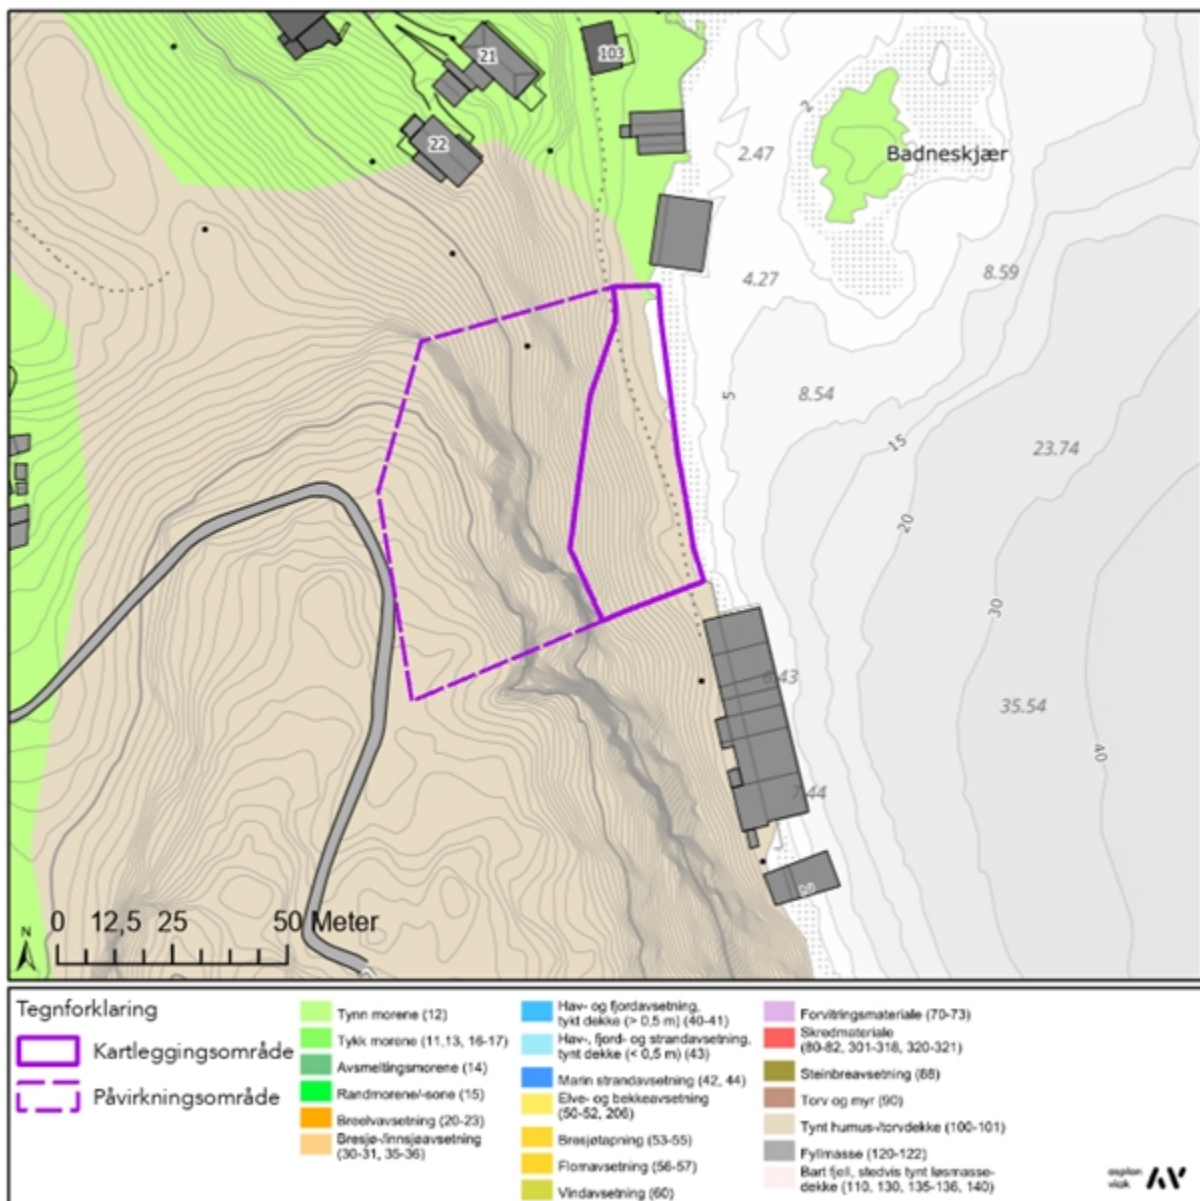 21
103
22
2
2.47
Badneskjær
4.27
8.59
5
8.54
15
23.74
20
30
6.43
35.54
40
7.44
2
0 12,5 25 50 Meter
N
Tegnforklaring
Kartleggingsområde
Påvirkningsområde
Tynn morene (12)
Tykk morene (11,13, 16-17)
Avsmeltingsmorene (14)
Randmorene/-sone (15)
Breelvavsetning (20-23)
Bresjø-/innsjøavsetning
(30-31, 35-36)
Hav- og fjordavsetning,
tykt dekke (> 0,5 m) (40-41)
Hav-, fjord- og strandavsetning,
tynt dekke (< 0,5 m) (43)
Marin strandavsetning (42, 44)
Elve- og bekkeavsetning
(50-52, 206)
Bresjøtapning (53-55)
Flomavsetning (56-57)
Vindavsetning (60)
Forvitringsmateriale (70-73)
Skredmateriale
(80-82, 301-318, 320-321)
Steinbreavsetning (88)
Torv og myr (90)
Tynt humus-/torvdekke (100-101)
Fyllmasse (120-122)
Bart fjell, stedvis tynt løsmasse-
dekke (110, 130, 135-136, 140)
asplan
viak